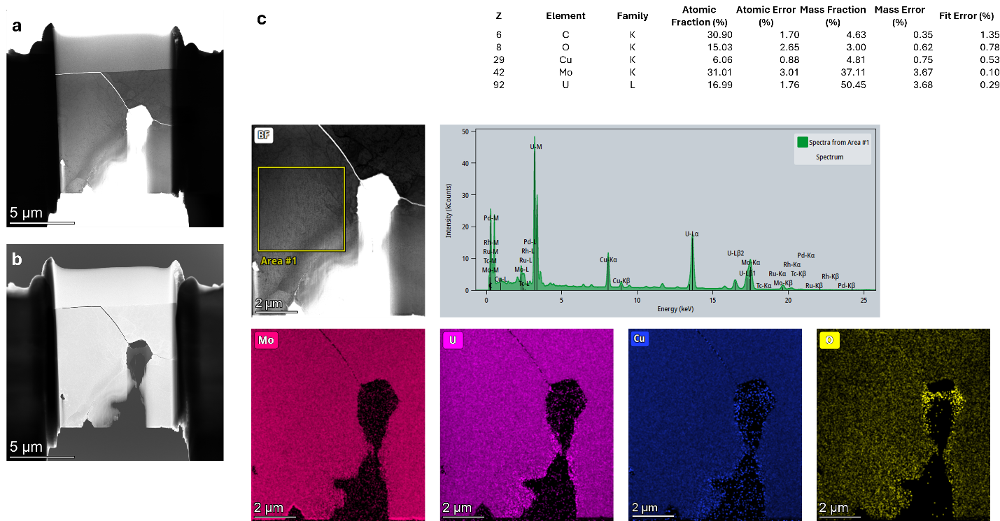 a
5 μm
b
5 μm
c
Z Element Family Atomic Fraction (%) Atomic Error (%) Mass Fraction (%) Mass Error (%) Fit Error (%)
6 C K 30.90 1.70 4.63 0.35 1.35
8 O K 15.03 2.65 3.00 0.62 0.78
29 Cu K 6.06 0.88 4.81 0.75 0.53
42 Mo K 31.01 3.01 37.11 3.67 0.10
92 U L 16.99 1.76 50.45 3.68 0.29
BF
Area #1
2 μm
Intensity (kCounts)
50
40
30
20
10
0
0 5 10 15 20 25
Energy (keV)
Spectra from Area #1
Spectrum
U-M
Pd-M
Rh-M
Ru-M
Tc-M
Mo-M
Cu-L
Pd-L
Rh-L
Ru-L
Mo-L
Tc-L
Cu-Kα
Cu-Kβ
U-Lα
U-Lβ2
Mo-Kα
U-Lβ1
Tc-Kα
Pd-Kα
Rh-Kα
Ru-Kα
Tc-Kβ
Mo-Kβ
Rh-Kβ
Ru-Kβ
Pd-Kβ
Mo
2 μm
U
2 μm
Cu
2 μm
O
2 μm